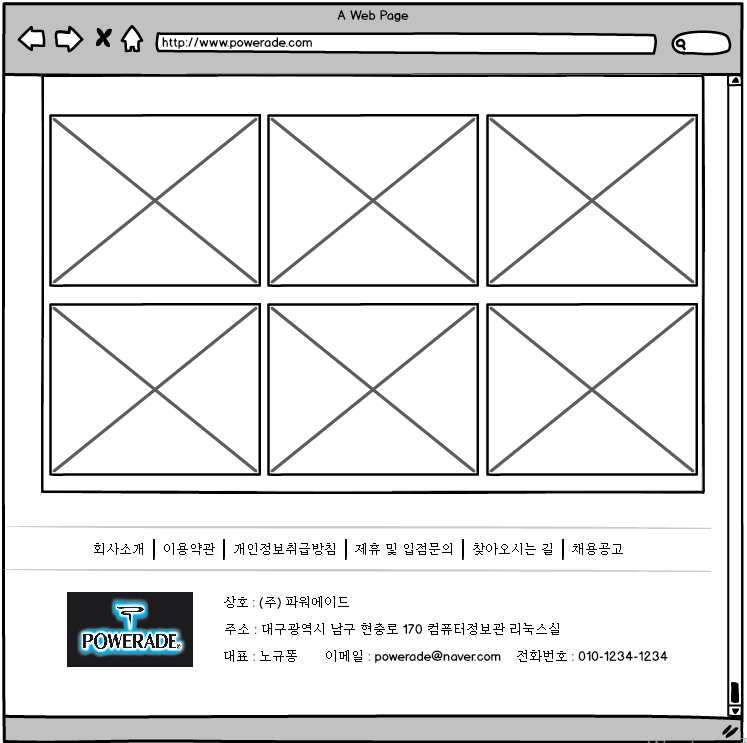 A Web Page
http://www.powerade.com
회사소개 | 이용약관 | 개인정보취급방침 | 제휴 및 입점문의 | 찾아오시는 길 | 채용공고
POWERADE
상호 : (주) 파워에이드
주소 : 대구광역시 남구 현충로 170 컴퓨터정보관 리눅스실
대표 : 노규똥 이메일 : powerade@naver.com 전화번호 : 010-1234-1234